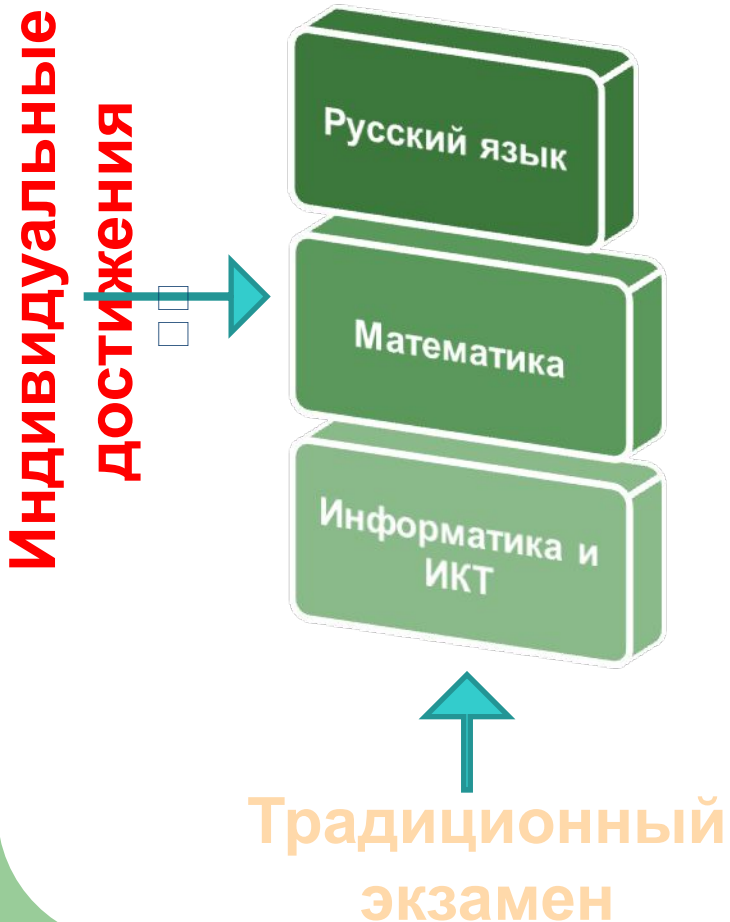 Индивидуальные
достижения
Русский язык
Математика
Информатика и
ИКТ
Традиционный
экзамен